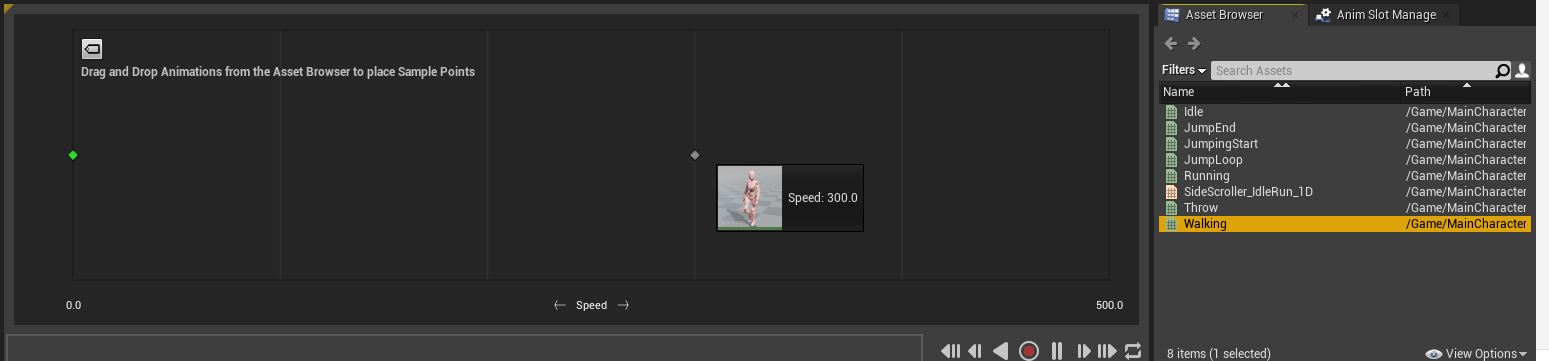 Drag and Drop Animations from the Asset Browser to place Sample Points
Speed: 300.0
0.0
Speed
500.0
Asset Browser
Anim Slot Manage
Filters
Search Assets
Name Path
Idle /Game/MainCharacter
JumpEnd /Game/MainCharacter
JumpingStart /Game/MainCharacter
JumpLoop /Game/MainCharacter
Running /Game/MainCharacter
SideScroller_IdleRun_1D /Game/MainCharacter
Throw /Game/MainCharacter
Walking /Game/MainCharacter
8 items (1 selected)
View Options